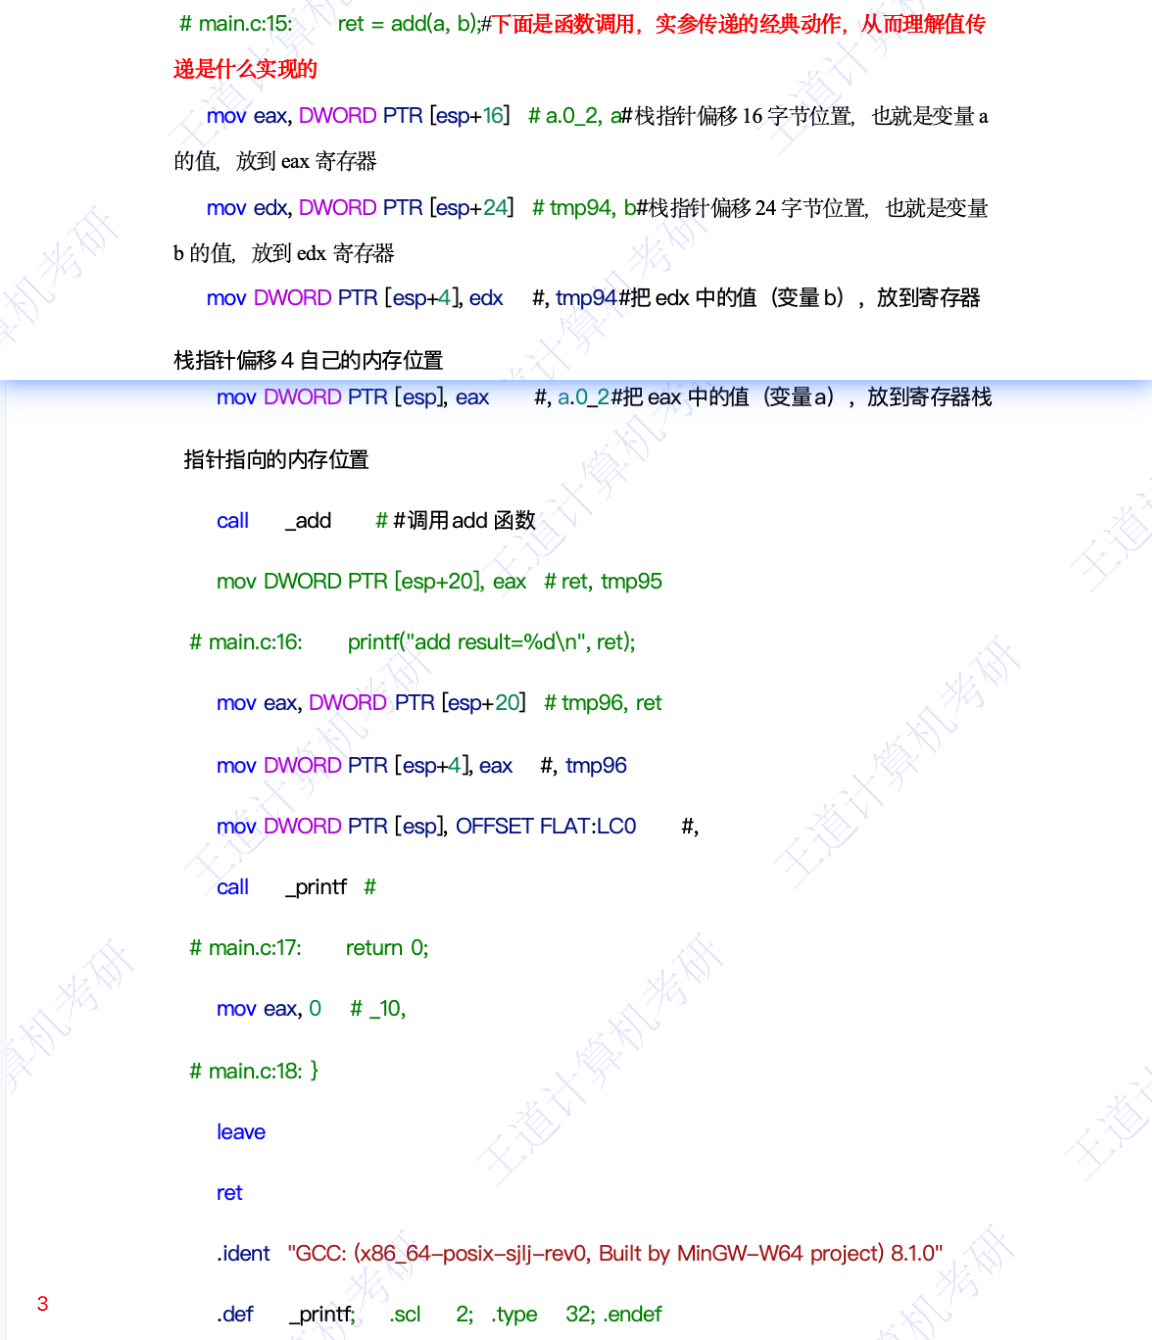 # main.c:15: ret = add(a, b);#下面是函数调用，实参传递的经典动作，从而理解值传
递是什么实现的
mov eax, DWORD PTR [esp+16] # a.0_2, a#栈指针偏移 16 字节位置，也就是变量 a
的值，放到 eax 寄存器
mov edx, DWORD PTR [esp+24] # tmp94, b#栈指针偏移 24 字节位置，也就是变量
b 的值，放到 edx 寄存器
mov DWORD PTR [esp+4], edx #, tmp94#把 edx 中的值（变量 b），放到寄存器
栈指针偏移 4 自己的内存位置
mov DWORD PTR [esp], eax #, a.0_2#把 eax 中的值（变量 a），放到寄存器栈
指针指向的内存位置
call _add # #调用 add 函数
mov DWORD PTR [esp+20], eax # ret, tmp95
# main.c:16: printf("add result=%d\n", ret);
mov eax, DWORD PTR [esp+20] # tmp96, ret
mov DWORD PTR [esp+4], eax #, tmp96
mov DWORD PTR [esp], OFFSET FLAT:LC0 #,
call _printf #
# main.c:17: return 0;
mov eax, 0 # _10,
# main.c:18: }
leave
ret
.ident "GCC: (x86_64-posix-sjlj-rev0, Built by MinGW-W64 project) 8.1.0"
3
.def _printf; .scl 2; .type 32; .endef
王道计算机考研